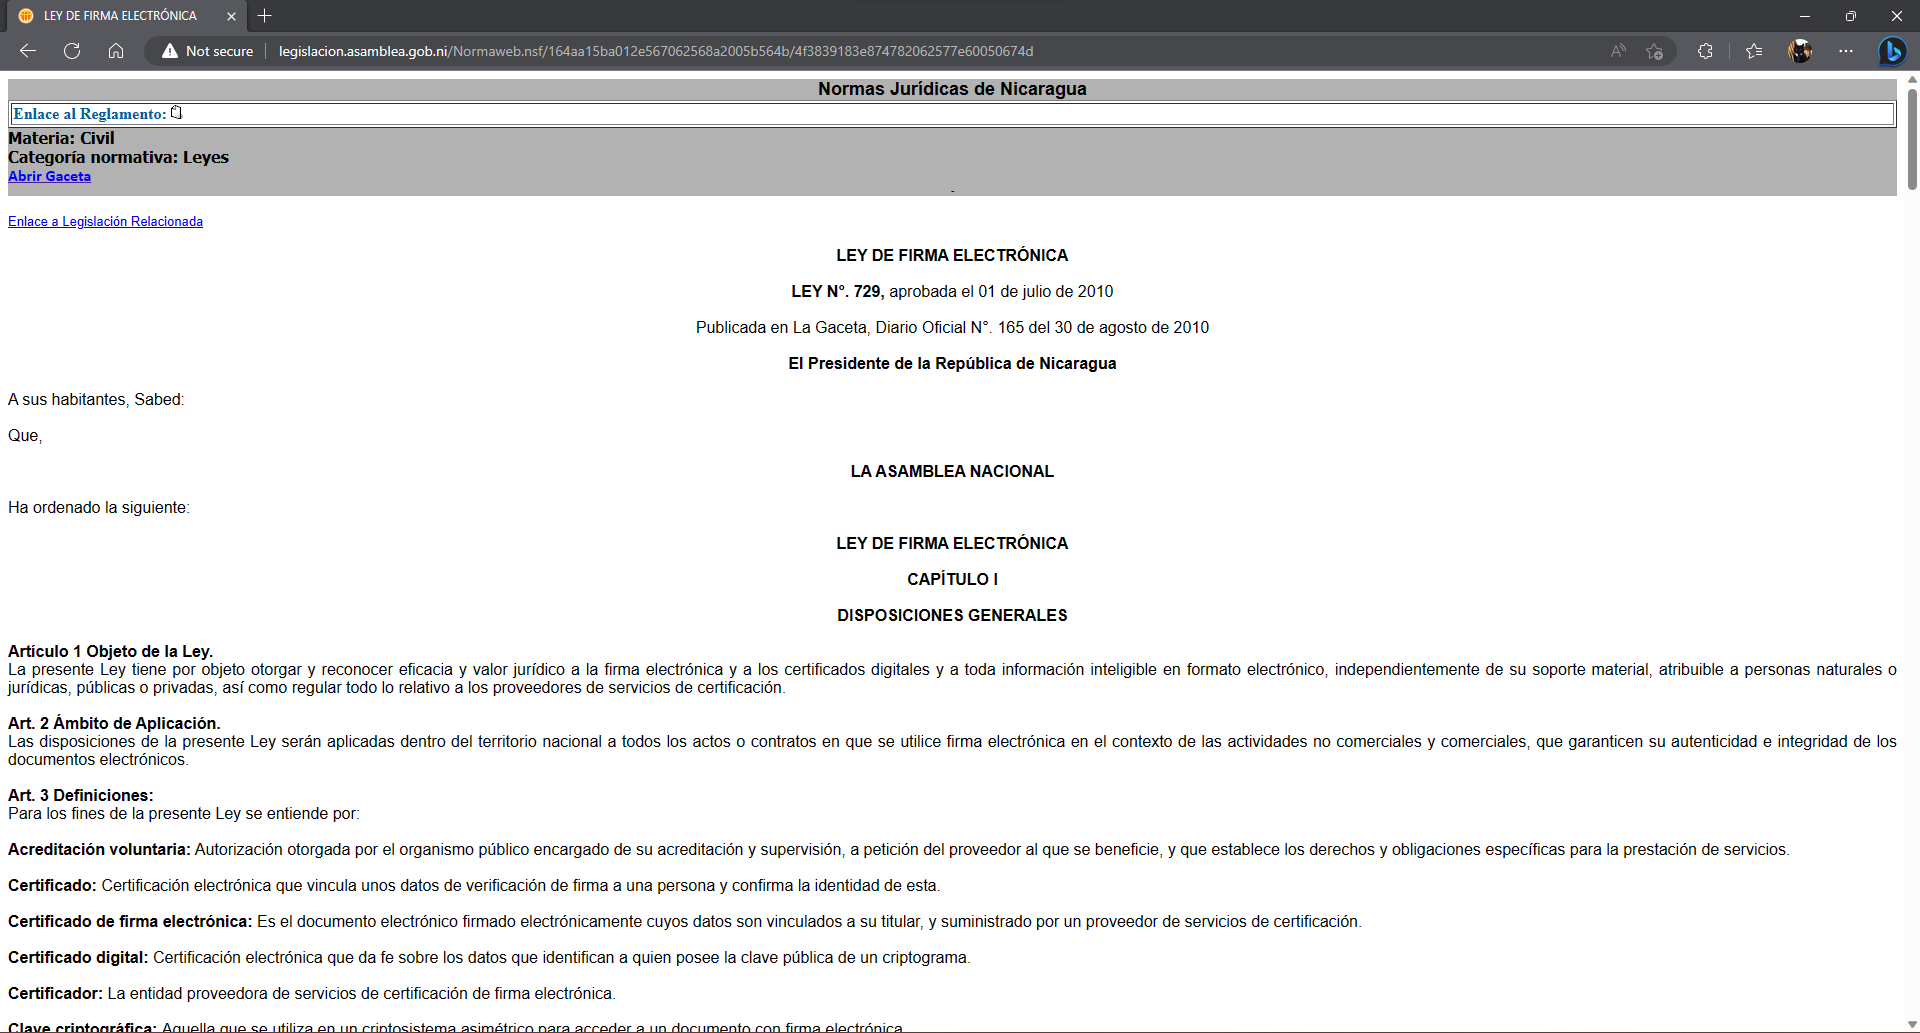 LEY DE FIRMA ELECTRÓNICA
Not secure
legislacion.asamblea.gob.ni/Normaweb.nsf/164aa15ba012e567062568a2005b564b/4f3839183e874782062577e60050674d
Normas Jurídicas de Nicaragua
Enlace al Reglamento:
Materia: Civil
Categoría normativa: Leyes
Abrir Gaceta
-
Enlace a Legislación Relacionada
LEY DE FIRMA ELECTRÓNICA
LEY N°. 729, aprobada el 01 de julio de 2010
Publicada en La Gaceta, Diario Oficial N°. 165 del 30 de agosto de 2010
El Presidente de la República de Nicaragua
A sus habitantes, Sabed:
Que,
LA ASAMBLEA NACIONAL
Ha ordenado la siguiente:
LEY DE FIRMA ELECTRÓNICA
CAPÍTULO I
DISPOSICIONES GENERALES
Artículo 1 Objeto de la Ley.
La presente Ley tiene por objeto otorgar y reconocer eficacia y valor jurídico a la firma electrónica y a los certificados digitales y a toda información inteligible en formato electrónico, independientemente de su soporte material, atribuible a personas naturales o
jurídicas, públicas o privadas, así como regular todo lo relativo a los proveedores de servicios de certificación.
Art. 2 Ámbito de Aplicación.
Las disposiciones de la presente Ley serán aplicadas dentro del territorio nacional a todos los actos o contratos en que se utilice firma electrónica en el contexto de las actividades no comerciales y comerciales, que garanticen su autenticidad e integridad de los
documentos electrónicos.
Art. 3 Definiciones:
Para los fines de la presente Ley se entiende por:
Acreditación voluntaria: Autorización otorgada por el organismo público encargado de su acreditación y supervisión, a petición del proveedor al que se beneficie, y que establece los derechos y obligaciones específicas para la prestación de servicios.
Certificado: Certificación electrónica que vincula unos datos de verificación de firma a una persona y confirma la identidad de esta.
Certificado de firma electrónica: Es el documento electrónico firmado electrónicamente cuyos datos son vinculados a su titular, y suministrado por un proveedor de servicios de certificación.
Certificado digital: Certificación electrónica que da fe sobre los datos que identifican a quien posee la clave pública de un criptograma.
Certificador: La entidad proveedora de servicios de certificación de firma electrónica.
Clave criptográfica: Aquella que se utiliza en un criptosistema asimétrico para acceder a un documento con firma electrónica.